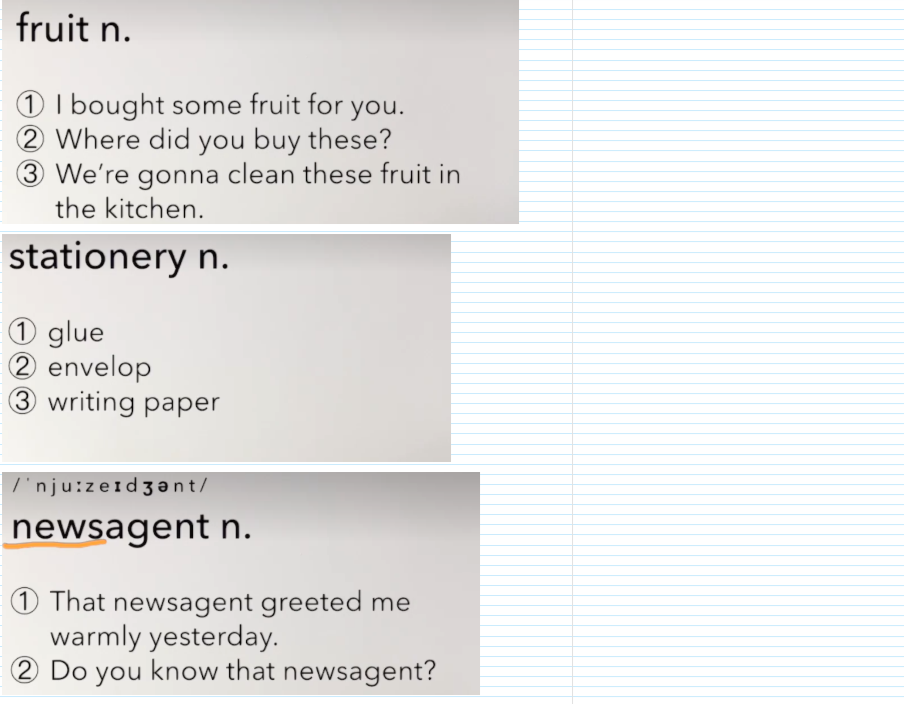 fruit n.
① I bought some fruit for you.
② Where did you buy these?
③ We're gonna clean these fruit in
the kitchen.
stationery n.
① glue
② envelop
③ writing paper
/ˈnjuːzeɪdʒənt/
newsagent n.
① That newsagent greeted me
warmly yesterday.
② Do you know that newsagent?